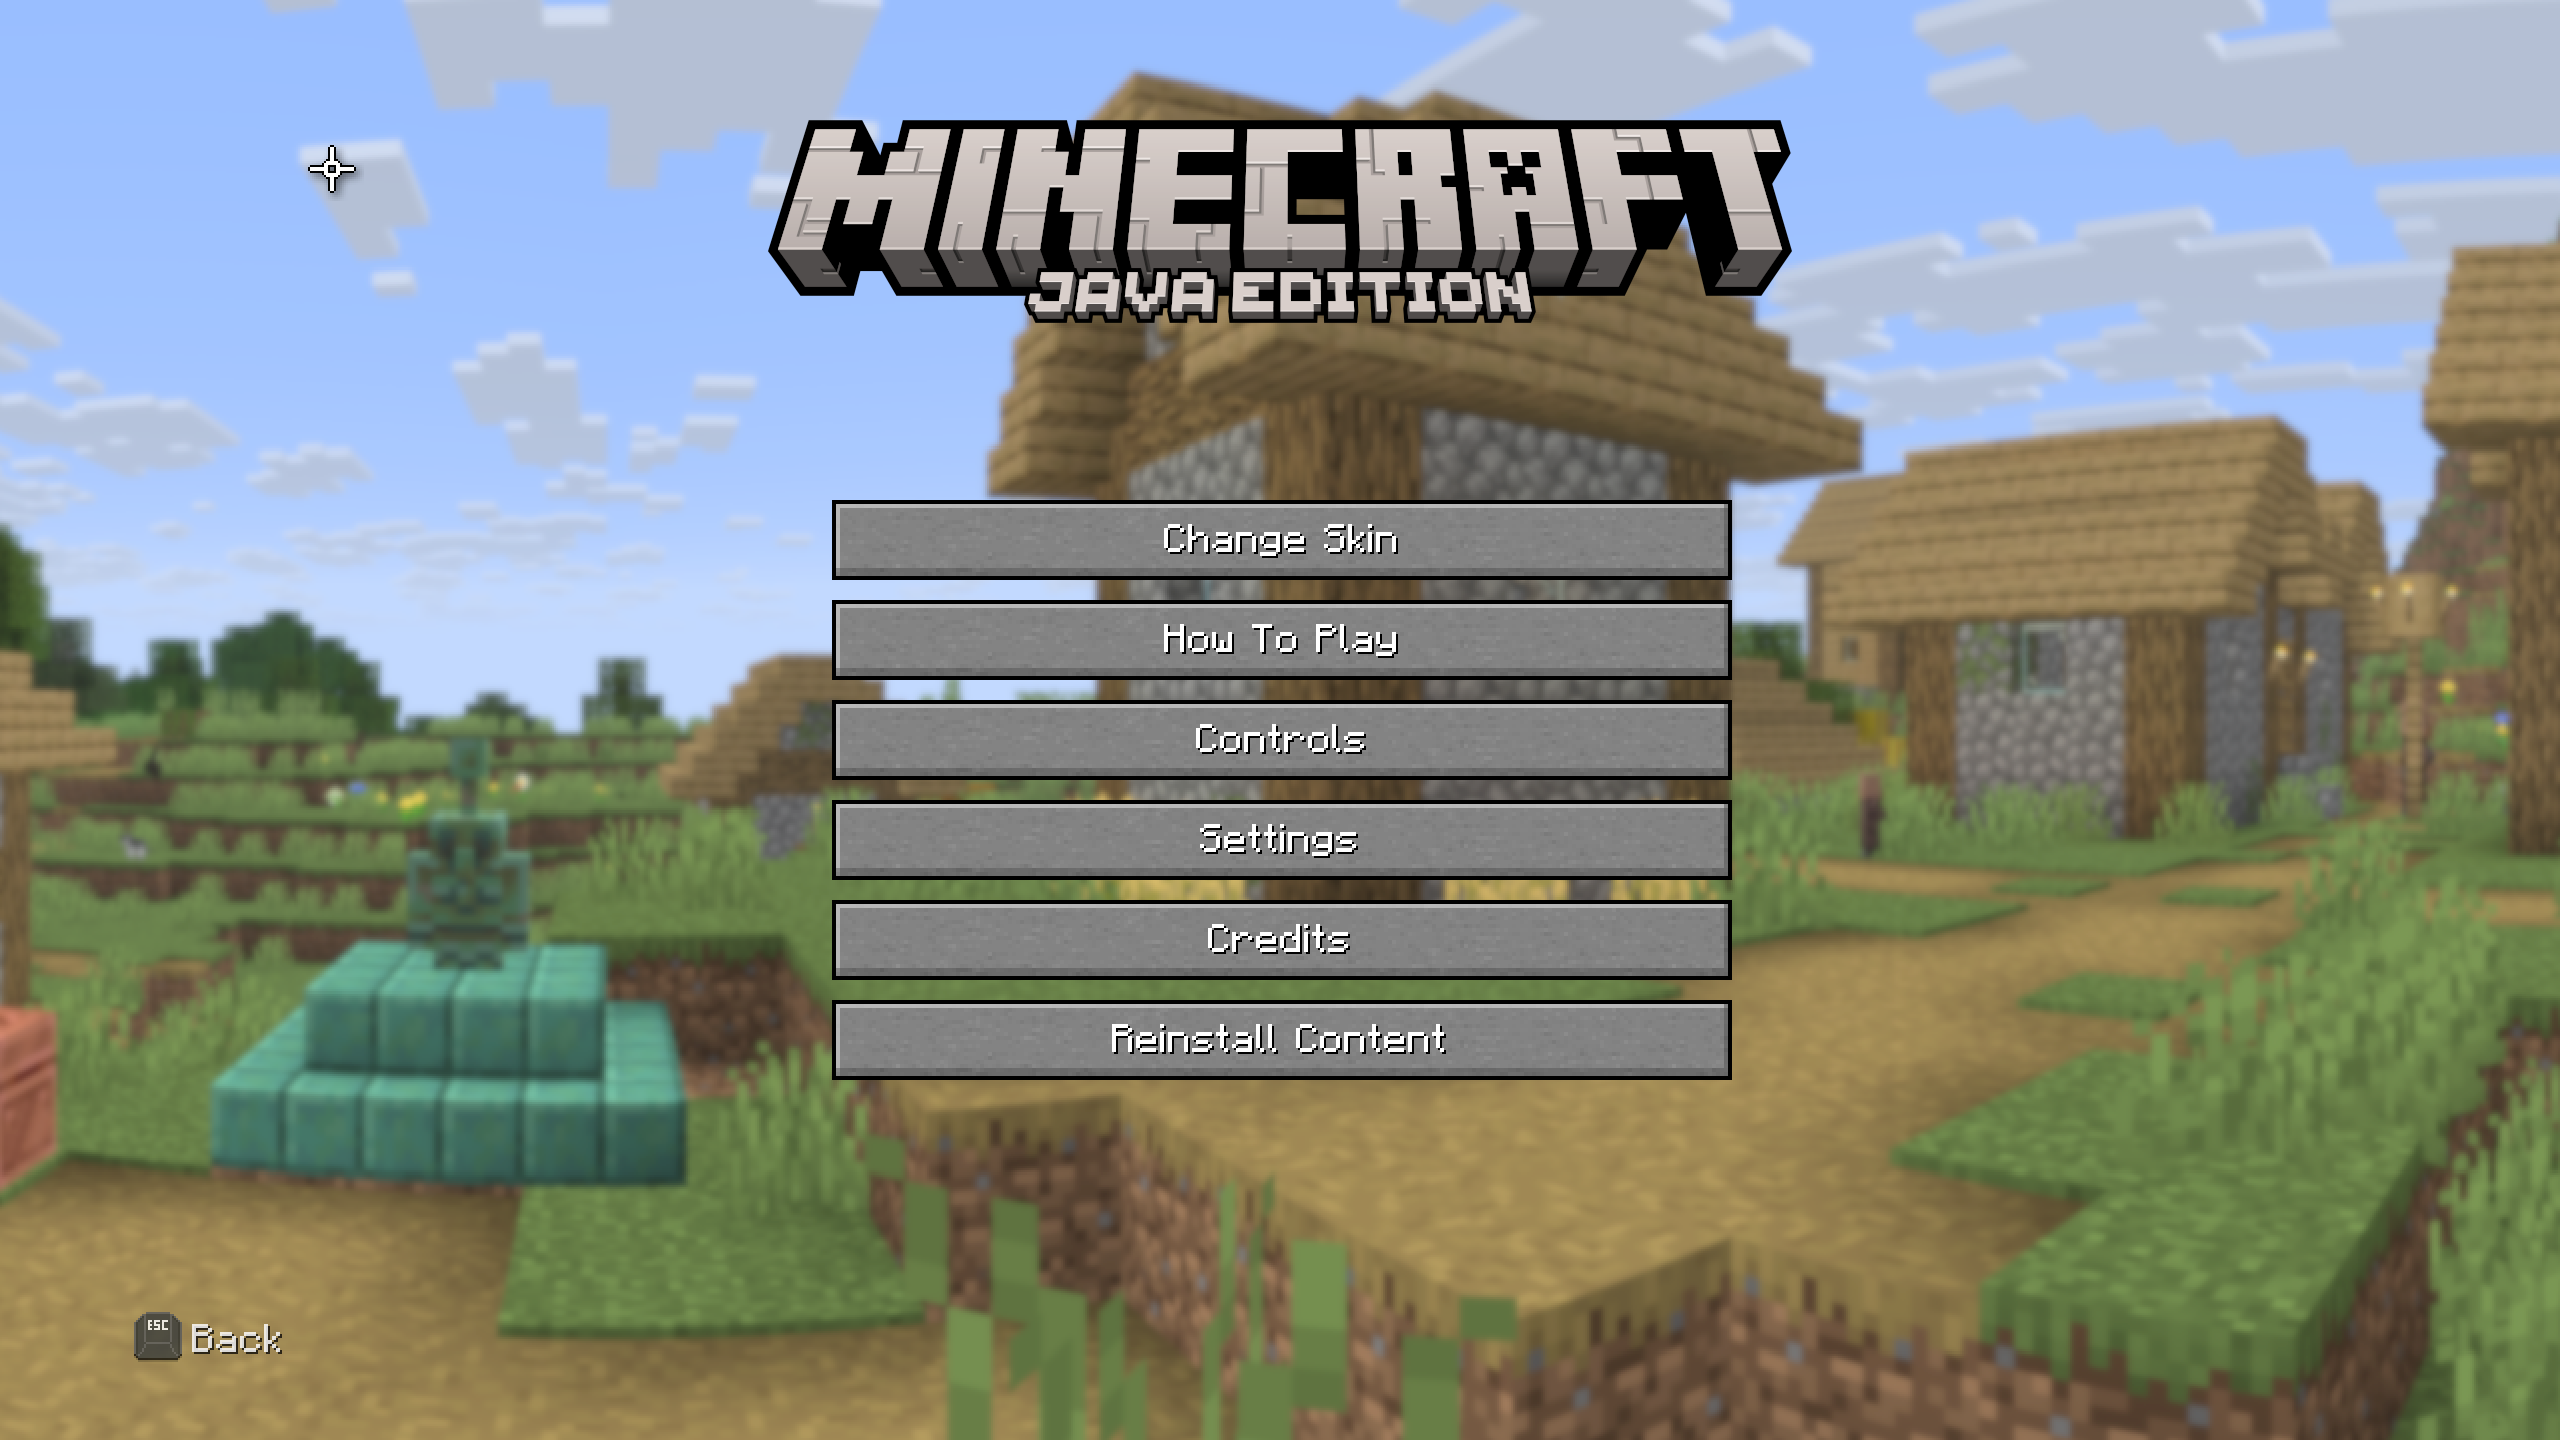 MINECRAFT
JAVA EDITION
Change Skin
How To Play
Controls
Settings
Credits
Reinstall Content
ESC Back